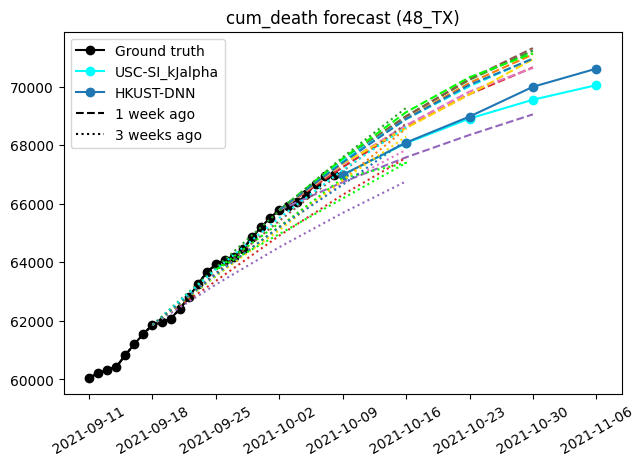 cum_death forecast (48_TX)
Ground truth
USC-SI_kJalpha
HKUST-DNN
1 week ago
3 weeks ago
70000
68000
66000
64000
62000
60000
2021-09-11 2021-09-18 2021-09-25 2021-10-02 2021-10-09 2021-10-16 2021-10-23 2021-10-30 2021-11-06